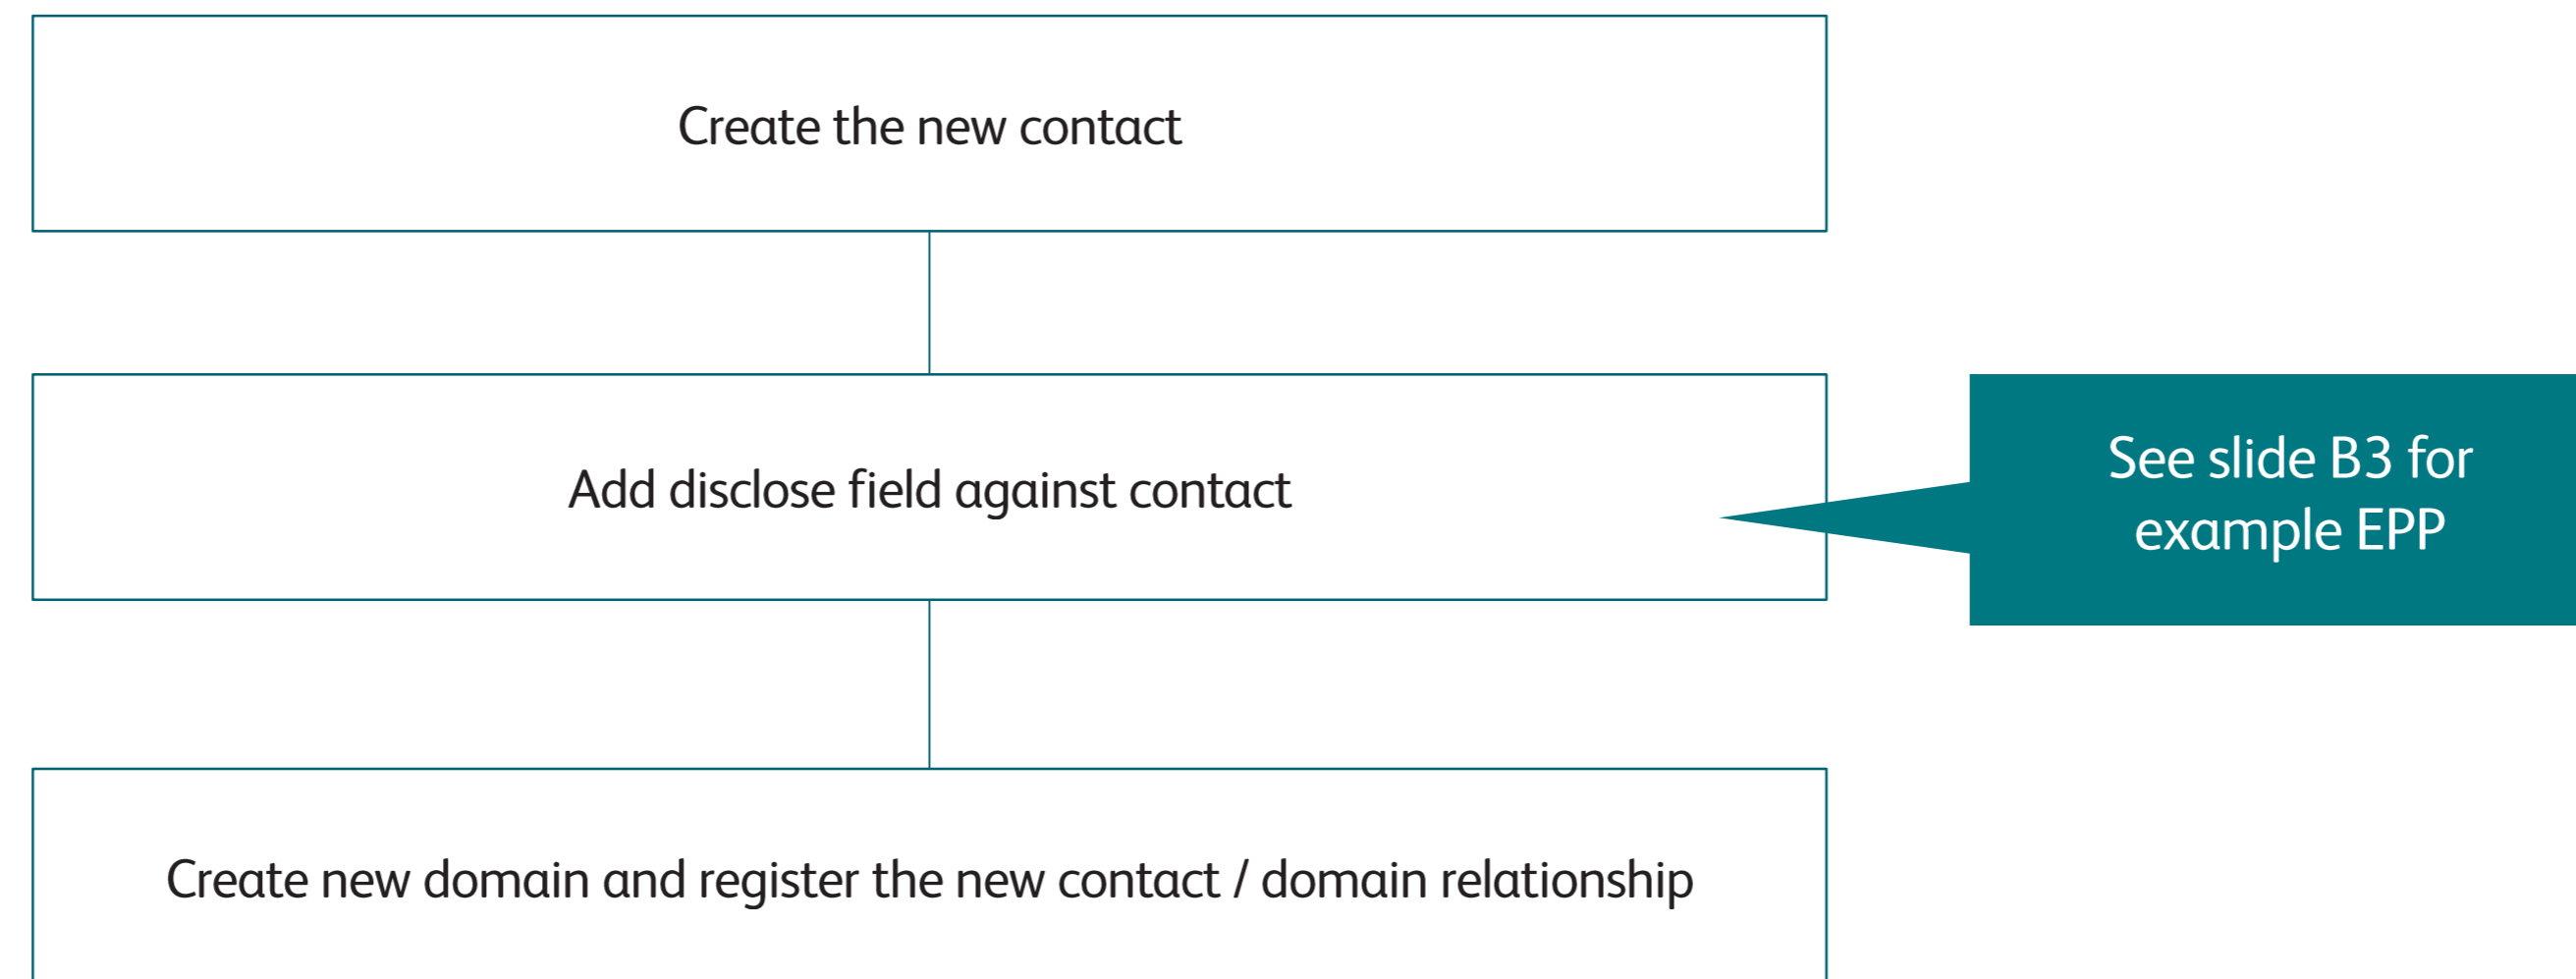 Create the new contact
Add disclose field against contact
See slide B3 for
example EPP
Create new domain and register the new contact / domain relationship